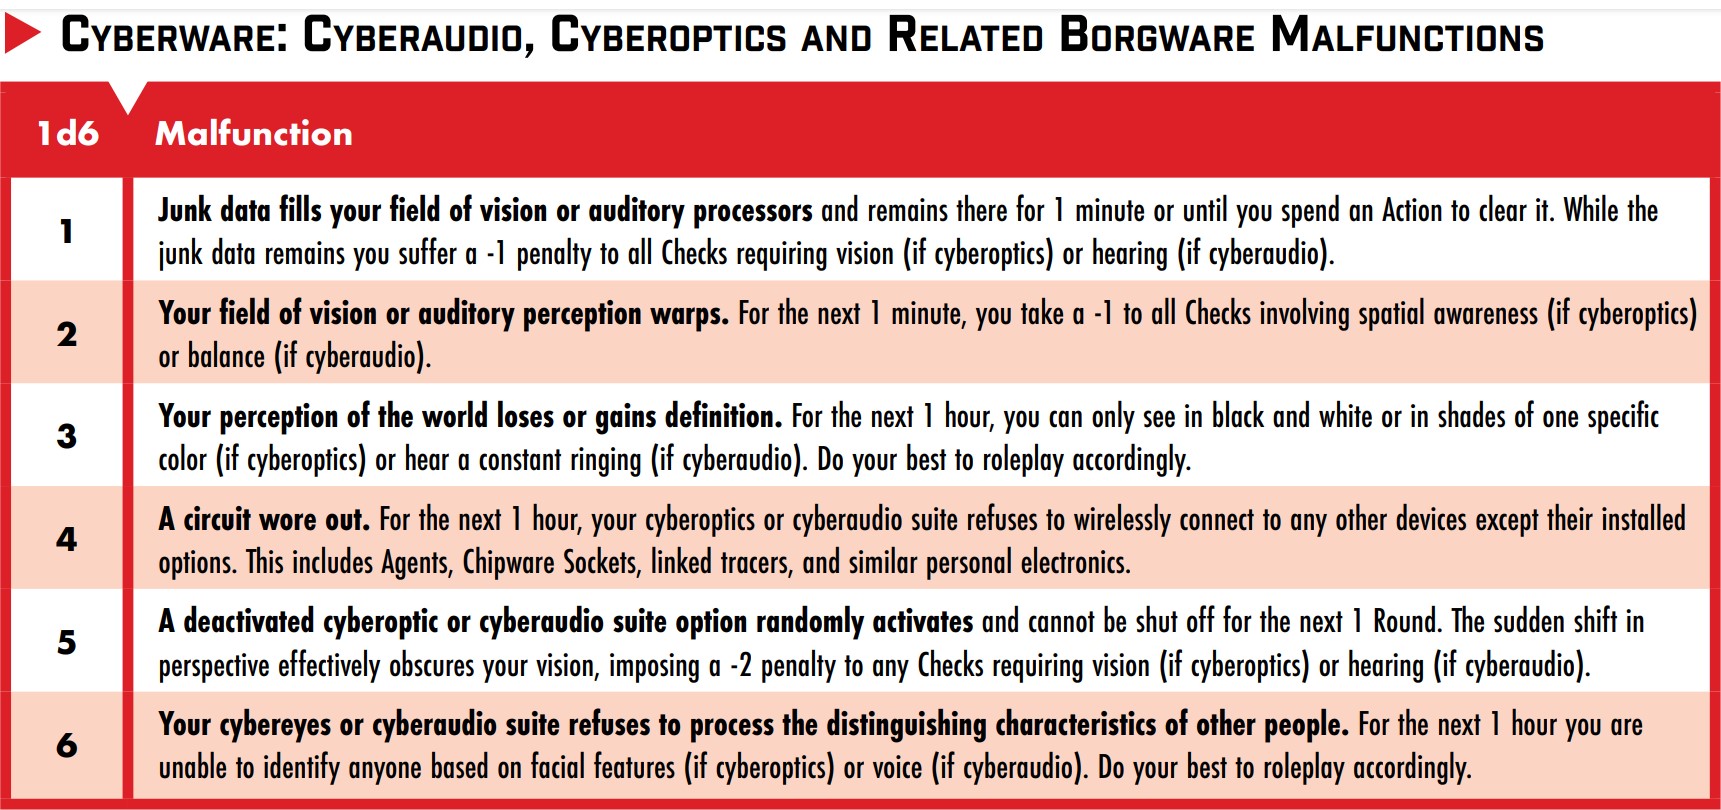 Cyberware: Cyberaudio, Cyberoptics and Related Borgware Malfunctions
1d6 Malfunction
1 Junk data fills your field of vision or auditory processors and remains there for 1 minute or until you spend an Action to clear it. While the
junk data remains you suffer a -1 penalty to all Checks requiring vision (if cyberoptics) or hearing (if cyberaudio).
2 Your field of vision or auditory perception warps. For the next 1 minute, you take a -1 to all Checks involving spatial awareness (if cyberoptics)
or balance (if cyberaudio).
3 Your perception of the world loses or gains definition. For the next 1 hour, you can only see in black and white or in shades of one specific
color (if cyberoptics) or hear a constant ringing (if cyberaudio). Do your best to roleplay accordingly.
4 A circuit wore out. For the next 1 hour, your cyberoptics or cyberaudio suite refuses to wirelessly connect to any other devices except their installed
options. This includes Agents, Chipware Sockets, linked tracers, and similar personal electronics.
5 A deactivated cyberoptic or cyberaudio suite option randomly activates and cannot be shut off for the next 1 Round. The sudden shift in
perspective effectively obscures your vision, imposing a -2 penalty to any Checks requiring vision (if cyberoptics) or hearing (if cyberaudio).
6 Your cybereyes or cyberaudio suite refuses to process the distinguishing characteristics of other people. For the next 1 hour you are
unable to identify anyone based on facial features (if cyberoptics) or voice (if cyberaudio). Do your best to roleplay accordingly.